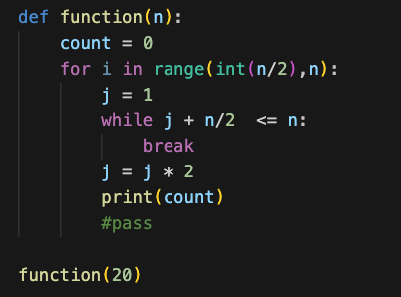 def function(n):
    count = 0
    for i in range(int(n/2),n):
        j = 1
        while j + n/2  <= n:
            break
        j = j * 2
        print(count)
        #pass
function(20)